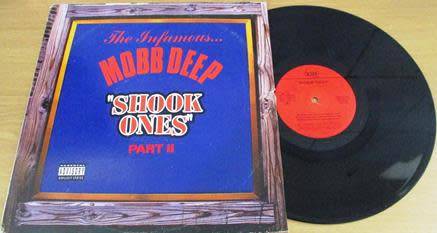 The Infamous...
MOBB DEEP
"SHOOK
ONES"
PART II
PARENTAL
ADVISORY
EXPLICIT LYRICS